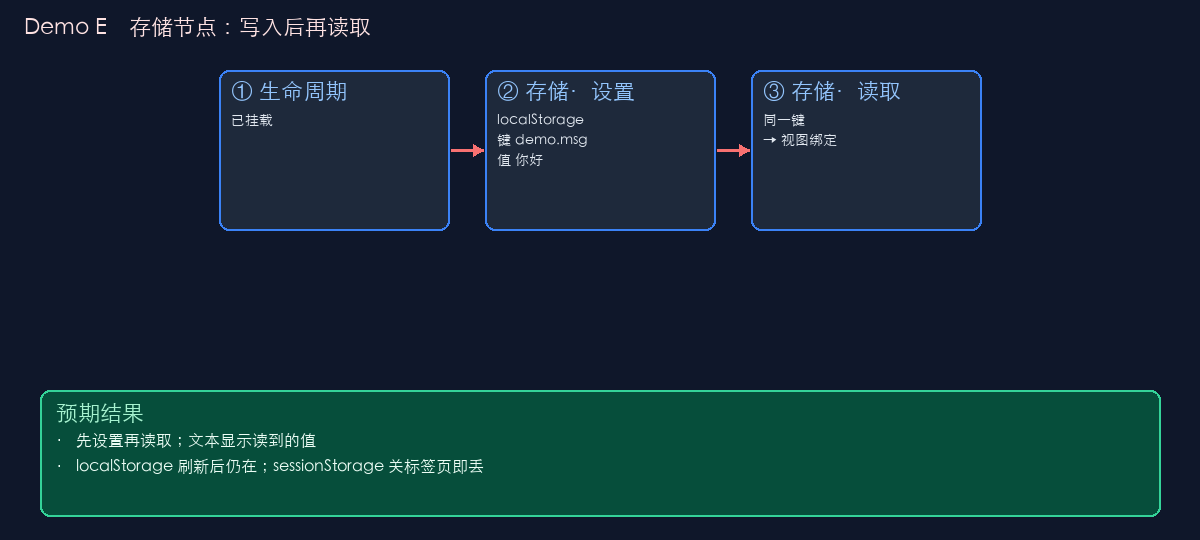 Demo E 存储节点：写入后再读取
① 生命周期
已挂载
② 存储· 设置
localStorage
键 demo.msg
值 你好
③ 存储· 读取
同一键
→ 视图绑定
预期结果
· 先设置再读取；文本显示读到的值
· localStorage 刷新后仍在；sessionStorage 关标签页即丢